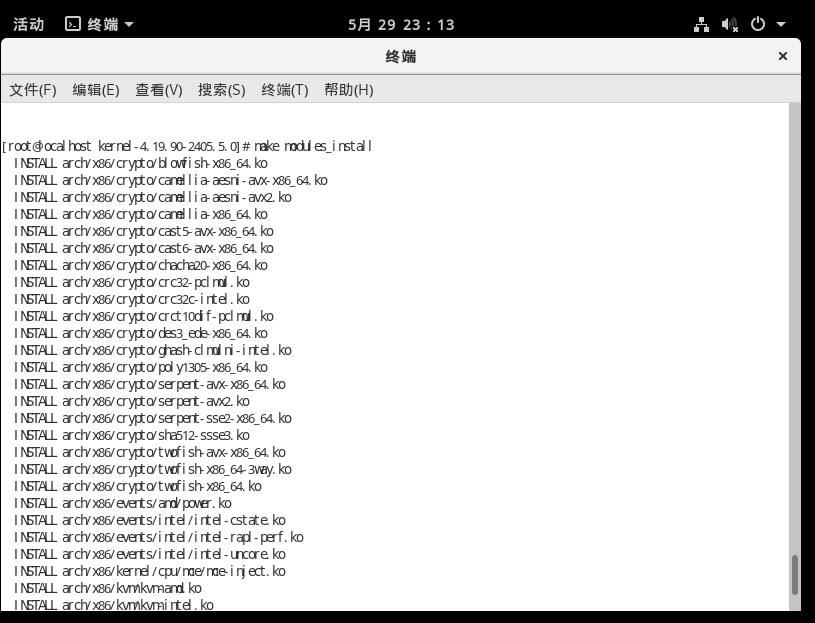 活动 终端 5月 29 23 : 13
终端 ×
文件(F) 编辑(E) 查看(V) 搜索(S) 终端(T) 帮助(H)
[root@localhost kernel-4.19.90-2405.5.0]# make modules_install
INSTALL arch/x86/crypto/blowfish-x86_64.ko
INSTALL arch/x86/crypto/camellia-aesni-avx-x86_64.ko
INSTALL arch/x86/crypto/camellia-aesni-avx2.ko
INSTALL arch/x86/crypto/camellia-x86_64.ko
INSTALL arch/x86/crypto/cast5-avx-x86_64.ko
INSTALL arch/x86/crypto/cast6-avx-x86_64.ko
INSTALL arch/x86/crypto/chacha20-x86_64.ko
INSTALL arch/x86/crypto/crc32-pclmul.ko
INSTALL arch/x86/crypto/crc32c-intel.ko
INSTALL arch/x86/crypto/crct10dif-pclmul.ko
INSTALL arch/x86/crypto/des3_ede-x86_64.ko
INSTALL arch/x86/crypto/ghash-clmulni-intel.ko
INSTALL arch/x86/crypto/poly1305-x86_64.ko
INSTALL arch/x86/crypto/serpent-avx-x86_64.ko
INSTALL arch/x86/crypto/serpent-avx2.ko
INSTALL arch/x86/crypto/serpent-sse2-x86_64.ko
INSTALL arch/x86/crypto/sha512-ssse3.ko
INSTALL arch/x86/crypto/twofish-avx-x86_64.ko
INSTALL arch/x86/crypto/twofish-x86_64-3way.ko
INSTALL arch/x86/crypto/twofish-x86_64.ko
INSTALL arch/x86/events/amd/power.ko
INSTALL arch/x86/events/intel/intel-cstate.ko
INSTALL arch/x86/events/intel/intel-rapl-perf.ko
INSTALL arch/x86/events/intel/intel-uncore.ko
INSTALL arch/x86/kernel/cpu/mce/mce-inject.ko
INSTALL arch/x86/kvm/kvm-amd.ko
INSTALL arch/x86/kvm/kvm-intel.ko